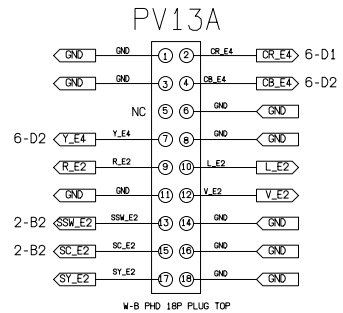 PV13A
GND GND 1 2 CR_E4 CR_E4 6-D1
GND GND 3 4 CB_E4 CB_E4 6-D2
NC 5 6 GND GND
6-D2 Y_E4 Y_E4 7 8 GND GND
R_E2 R_E2 9 10 L_E2 L_E2
GND GND 11 12 V_E2 V_E2
2-B2 SSW_E2 SSW_E2 13 14 GND GND
2-B2 SC_E2 SC_E2 15 16 GND GND
SY_E2 SY_E2 17 18 GND GND
W-B PHD 18P PLUG TOP